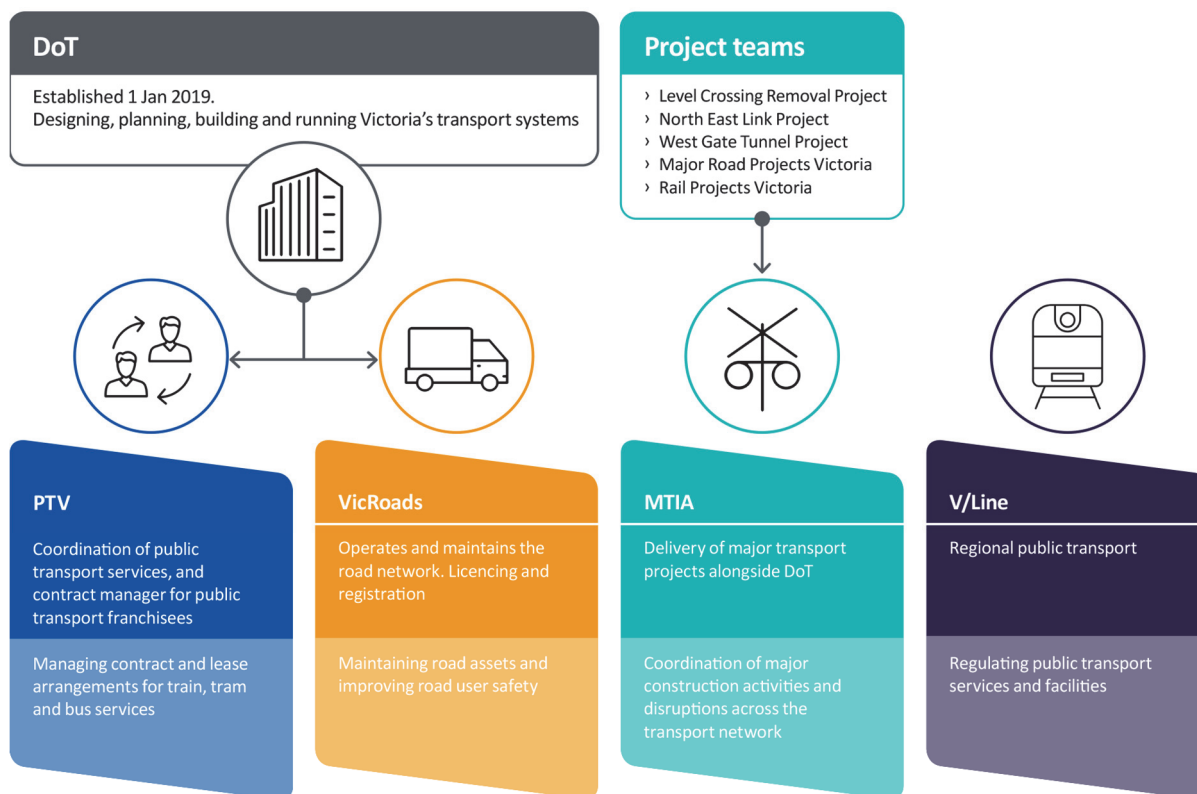 DoT
Established 1 Jan 2019.
Designing, planning, building and running Victoria’s transport systems
Project teams
› Level Crossing Removal Project
› North East Link Project
› West Gate Tunnel Project
› Major Road Projects Victoria
› Rail Projects Victoria
PTV
Coordination of public
transport services, and
contract manager for public
transport franchisees
Managing contract and lease
arrangements for train, tram
and bus services
VicRoads
Operates and maintains the
road network. Licencing and
registration
Maintaining road assets and
improving road user safety
MTIA
Delivery of major transport
projects alongside DoT
Coordination of major
construction activities and
disruptions across the
transport network
V/Line
Regional public transport
Regulating public transport
services and facilities